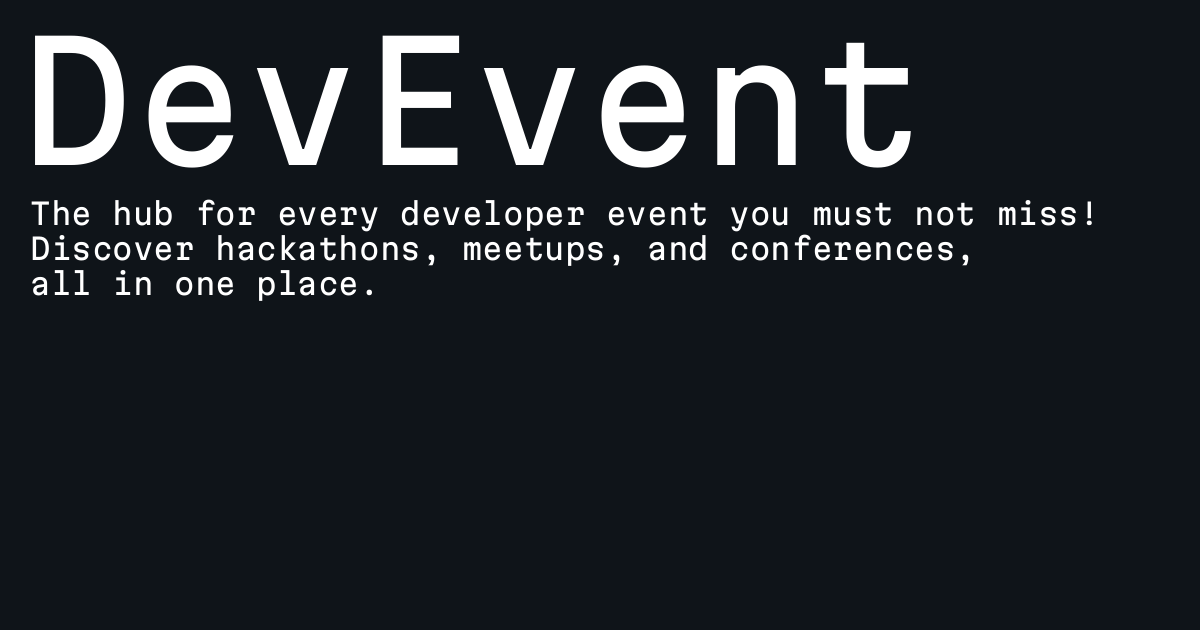 DevEvent
The hub for every developer event you must not miss!
Discover hackathons, meetups, and conferences,
all in one place.